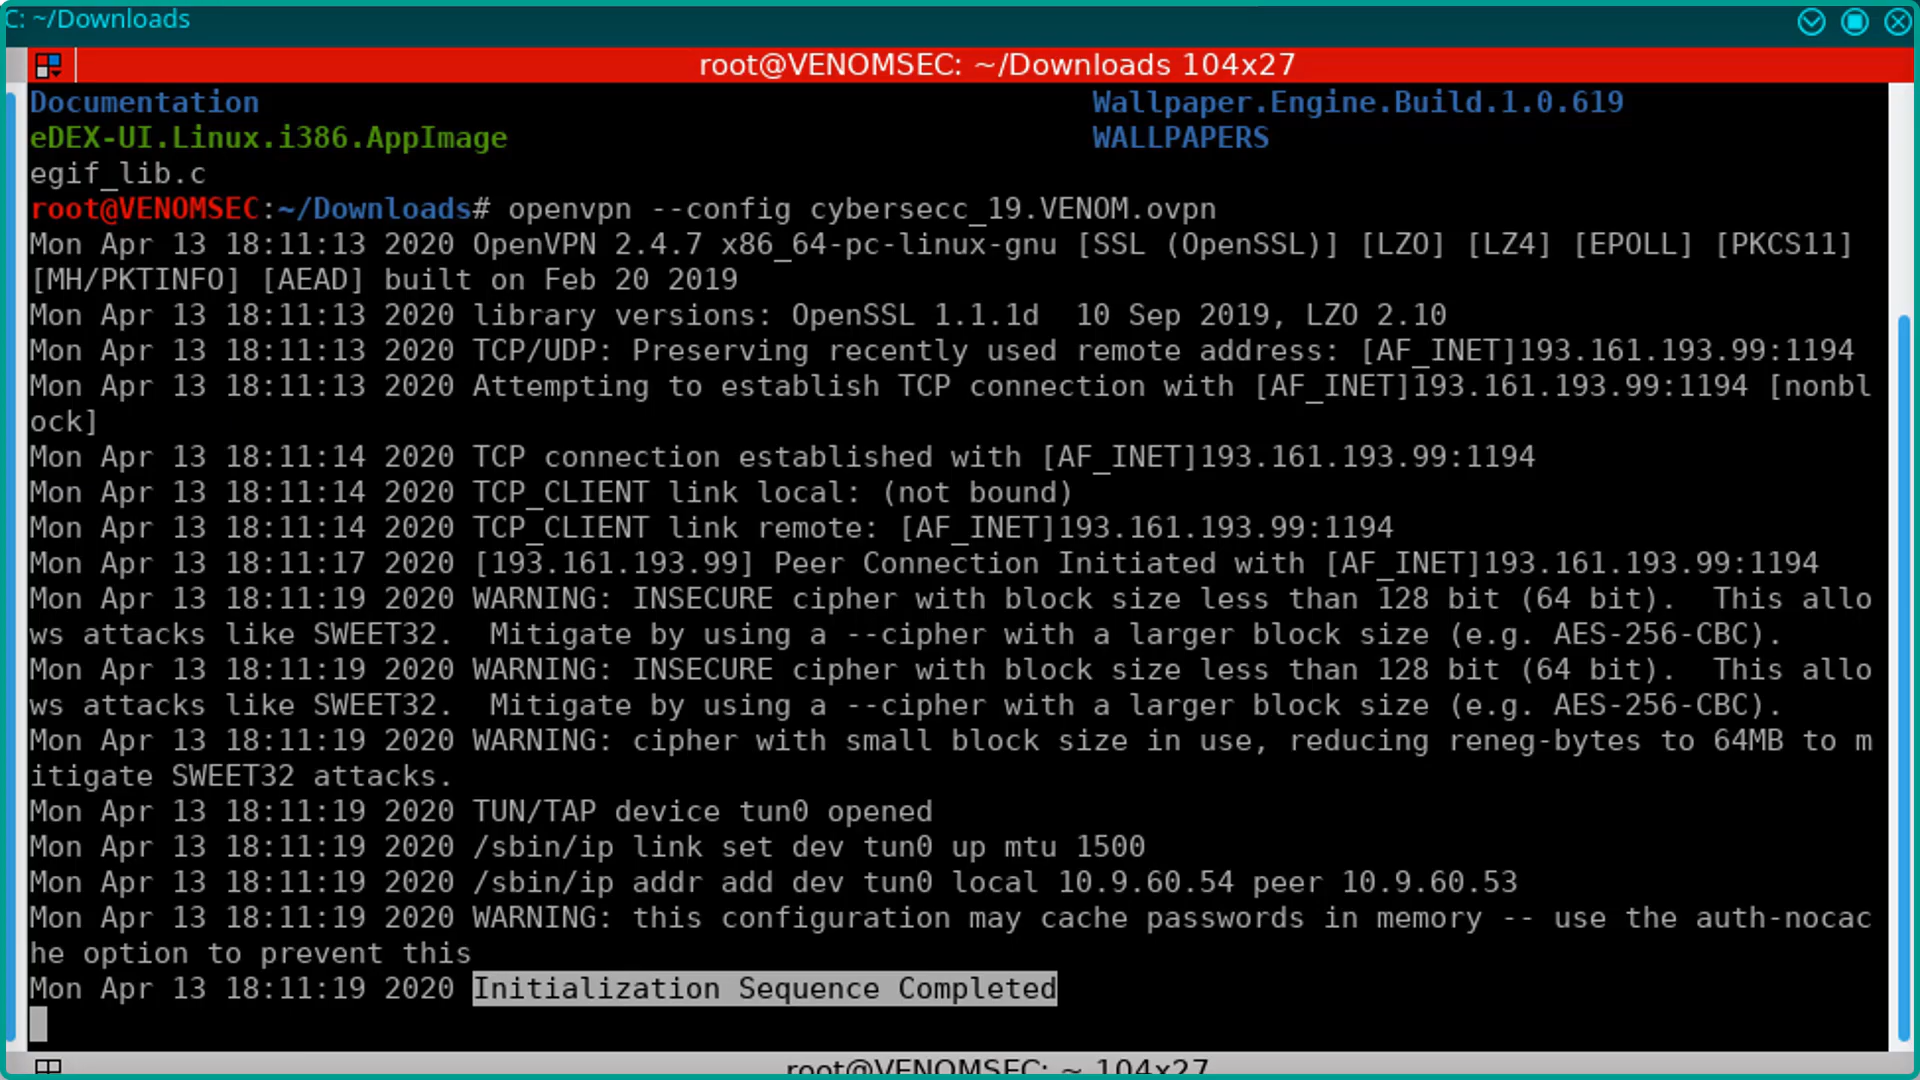 C: ~/Downloads
root@VENOMSEC: ~/Downloads 104x27
Documentation Wallpaper.Engine.Build.1.0.619
eDEX-UI.Linux.i386.AppImage WALLPAPERS
egif_lib.c
root@VENOMSEC:~/Downloads# openvpn --config cybersecc_19.VENOM.ovpn
Mon Apr 13 18:11:13 2020 OpenVPN 2.4.7 x86_64-pc-linux-gnu [SSL (OpenSSL)] [LZO] [LZ4] [EPOLL] [PKCS11]
[MH/PKTINFO] [AEAD] built on Feb 20 2019
Mon Apr 13 18:11:13 2020 library versions: OpenSSL 1.1.1d  10 Sep 2019, LZO 2.10
Mon Apr 13 18:11:13 2020 TCP/UDP: Preserving recently used remote address: [AF_INET]193.161.193.99:1194
Mon Apr 13 18:11:13 2020 Attempting to establish TCP connection with [AF_INET]193.161.193.99:1194 [nonbl
ock]
Mon Apr 13 18:11:14 2020 TCP connection established with [AF_INET]193.161.193.99:1194
Mon Apr 13 18:11:14 2020 TCP_CLIENT link local: (not bound)
Mon Apr 13 18:11:14 2020 TCP_CLIENT link remote: [AF_INET]193.161.193.99:1194
Mon Apr 13 18:11:17 2020 [193.161.193.99] Peer Connection Initiated with [AF_INET]193.161.193.99:1194
Mon Apr 13 18:11:19 2020 WARNING: INSECURE cipher with block size less than 128 bit (64 bit).  This allo
ws attacks like SWEET32.  Mitigate by using a --cipher with a larger block size (e.g. AES-256-CBC).
Mon Apr 13 18:11:19 2020 WARNING: INSECURE cipher with block size less than 128 bit (64 bit).  This allo
ws attacks like SWEET32.  Mitigate by using a --cipher with a larger block size (e.g. AES-256-CBC).
Mon Apr 13 18:11:19 2020 WARNING: cipher with small block size in use, reducing reneg-bytes to 64MB to m
itigate SWEET32 attacks.
Mon Apr 13 18:11:19 2020 TUN/TAP device tun0 opened
Mon Apr 13 18:11:19 2020 /sbin/ip link set dev tun0 up mtu 1500
Mon Apr 13 18:11:19 2020 /sbin/ip addr add dev tun0 local 10.9.60.54 peer 10.9.60.53
Mon Apr 13 18:11:19 2020 WARNING: this configuration may cache passwords in memory -- use the auth-nocac
he option to prevent this
Mon Apr 13 18:11:19 2020 Initialization Sequence Completed
root@VENOMSEC: ~ 104x27